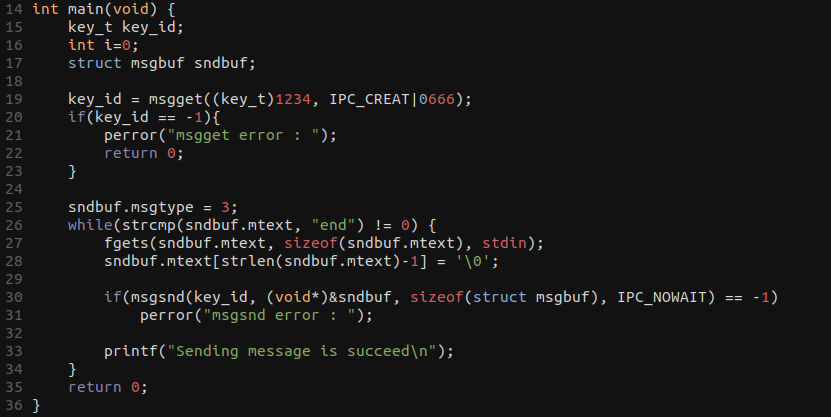 14 int main(void) {
15     key_t key_id;
16     int i=0;
17     struct msgbuf sndbuf;
18
19     key_id = msgget((key_t)1234, IPC_CREAT|0666);
20     if(key_id == -1){
21         perror("msgget error : ");
22         return 0;
23     }
24
25     sndbuf.msgtype = 3;
26     while(strcmp(sndbuf.mtext, "end") != 0) {
27         fgets(sndbuf.mtext, sizeof(sndbuf.mtext), stdin);
28         sndbuf.mtext[strlen(sndbuf.mtext)-1] = '\0';
29
30         if(msgsnd(key_id, (void*)&sndbuf, sizeof(struct msgbuf), IPC_NOWAIT) == -1)
31             perror("msgsnd error : ");
32
33         printf("Sending message is succeed\n");
34     }
35     return 0;
36 }